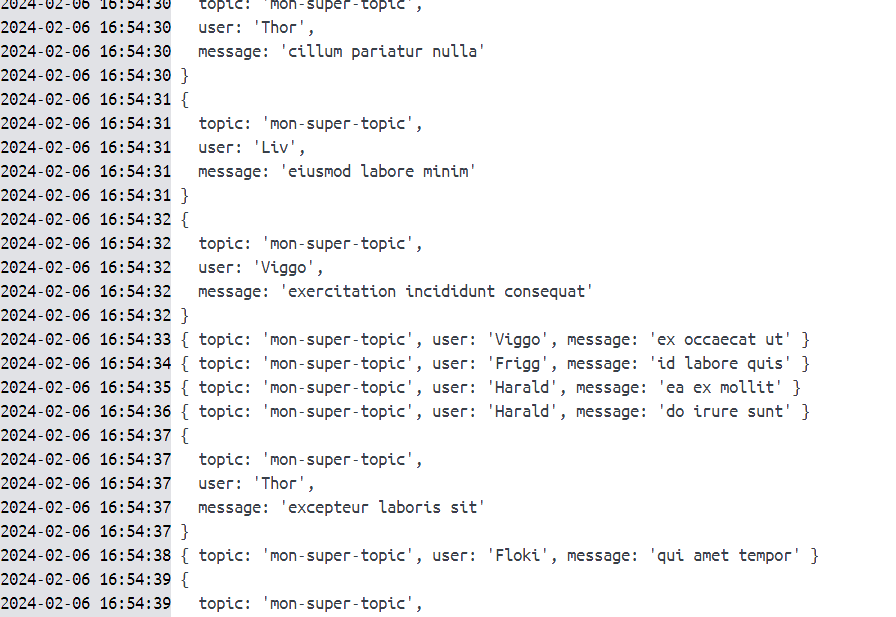 2024-02-06 16:54:30   topic: 'mon-super-topic',
2024-02-06 16:54:30   user: 'Thor',
2024-02-06 16:54:30   message: 'cillum pariatur nulla'
2024-02-06 16:54:30 }
2024-02-06 16:54:31 {
2024-02-06 16:54:31   topic: 'mon-super-topic',
2024-02-06 16:54:31   user: 'Liv',
2024-02-06 16:54:31   message: 'eiusmod labore minim'
2024-02-06 16:54:31 }
2024-02-06 16:54:32 {
2024-02-06 16:54:32   topic: 'mon-super-topic',
2024-02-06 16:54:32   user: 'Viggo',
2024-02-06 16:54:32   message: 'exercitation incididunt consequat'
2024-02-06 16:54:32 }
2024-02-06 16:54:33 { topic: 'mon-super-topic', user: 'Viggo', message: 'ex occaecat ut' }
2024-02-06 16:54:34 { topic: 'mon-super-topic', user: 'Frigg', message: 'id labore quis' }
2024-02-06 16:54:35 { topic: 'mon-super-topic', user: 'Harald', message: 'ea ex mollit' }
2024-02-06 16:54:36 { topic: 'mon-super-topic', user: 'Harald', message: 'do irure sunt' }
2024-02-06 16:54:37 {
2024-02-06 16:54:37   topic: 'mon-super-topic',
2024-02-06 16:54:37   user: 'Thor',
2024-02-06 16:54:37   message: 'excepteur laboris sit'
2024-02-06 16:54:37 }
2024-02-06 16:54:38 { topic: 'mon-super-topic', user: 'Floki', message: 'qui amet tempor' }
2024-02-06 16:54:39 {
2024-02-06 16:54:39   topic: 'mon-super-topic',